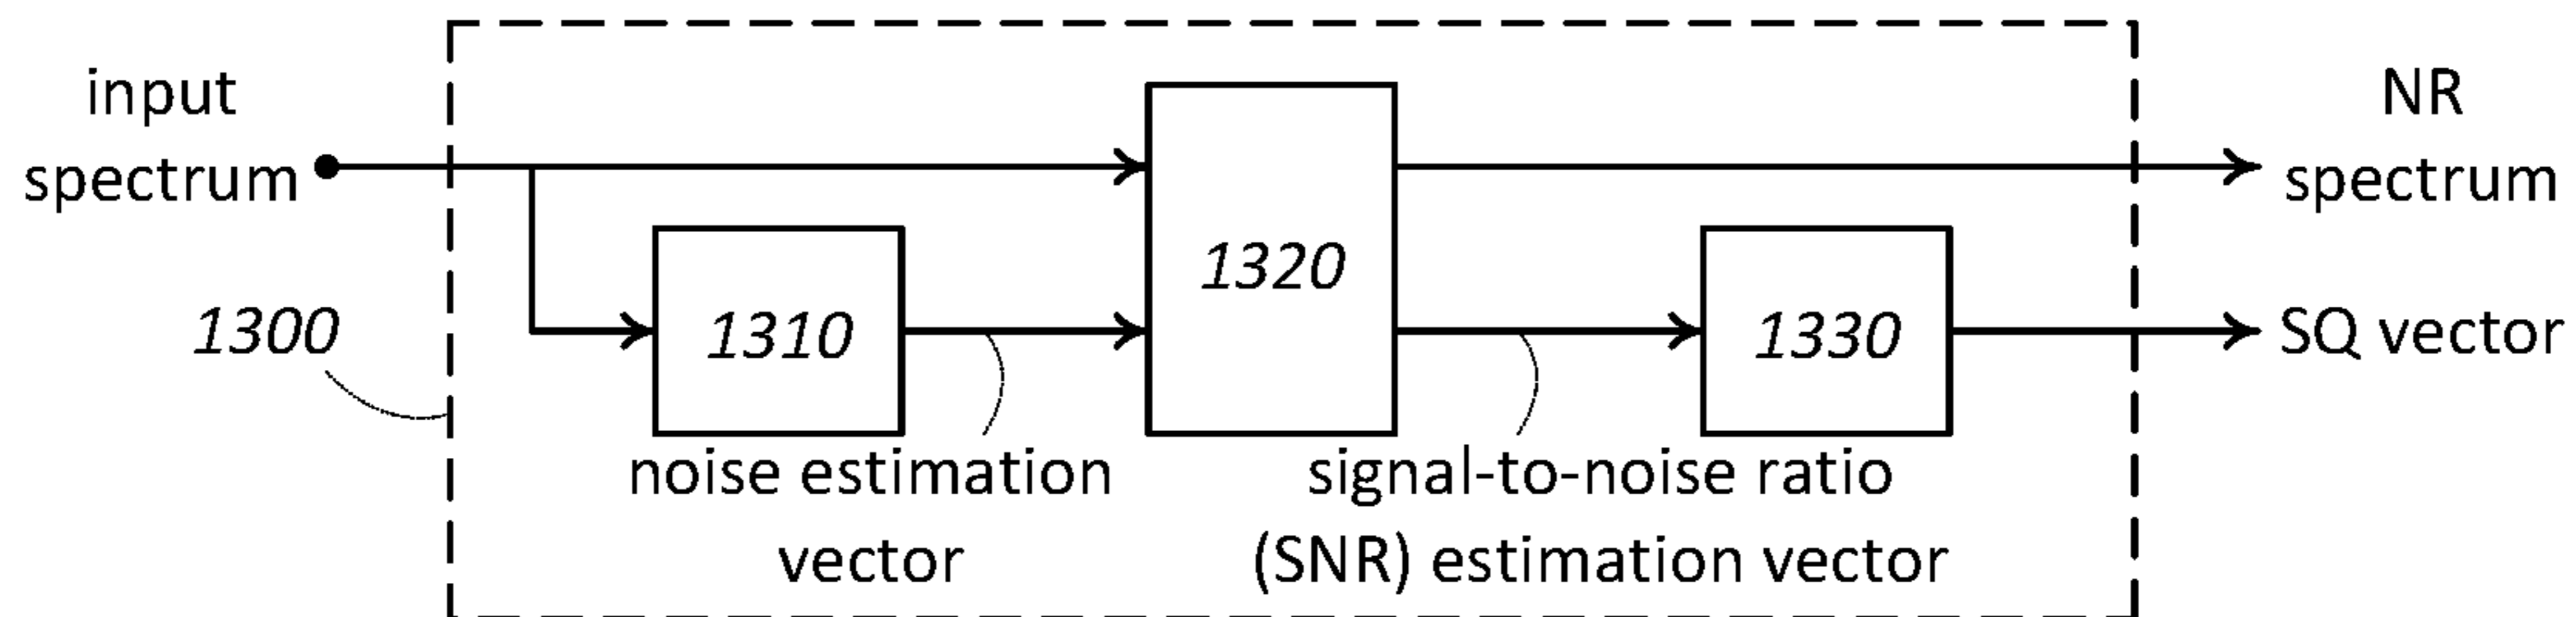 input
spectrum
1300
1310
noise estimation
vector
1320
signal-to-noise ratio
(SNR) estimation vector
1330
NR
spectrum
SQ vector